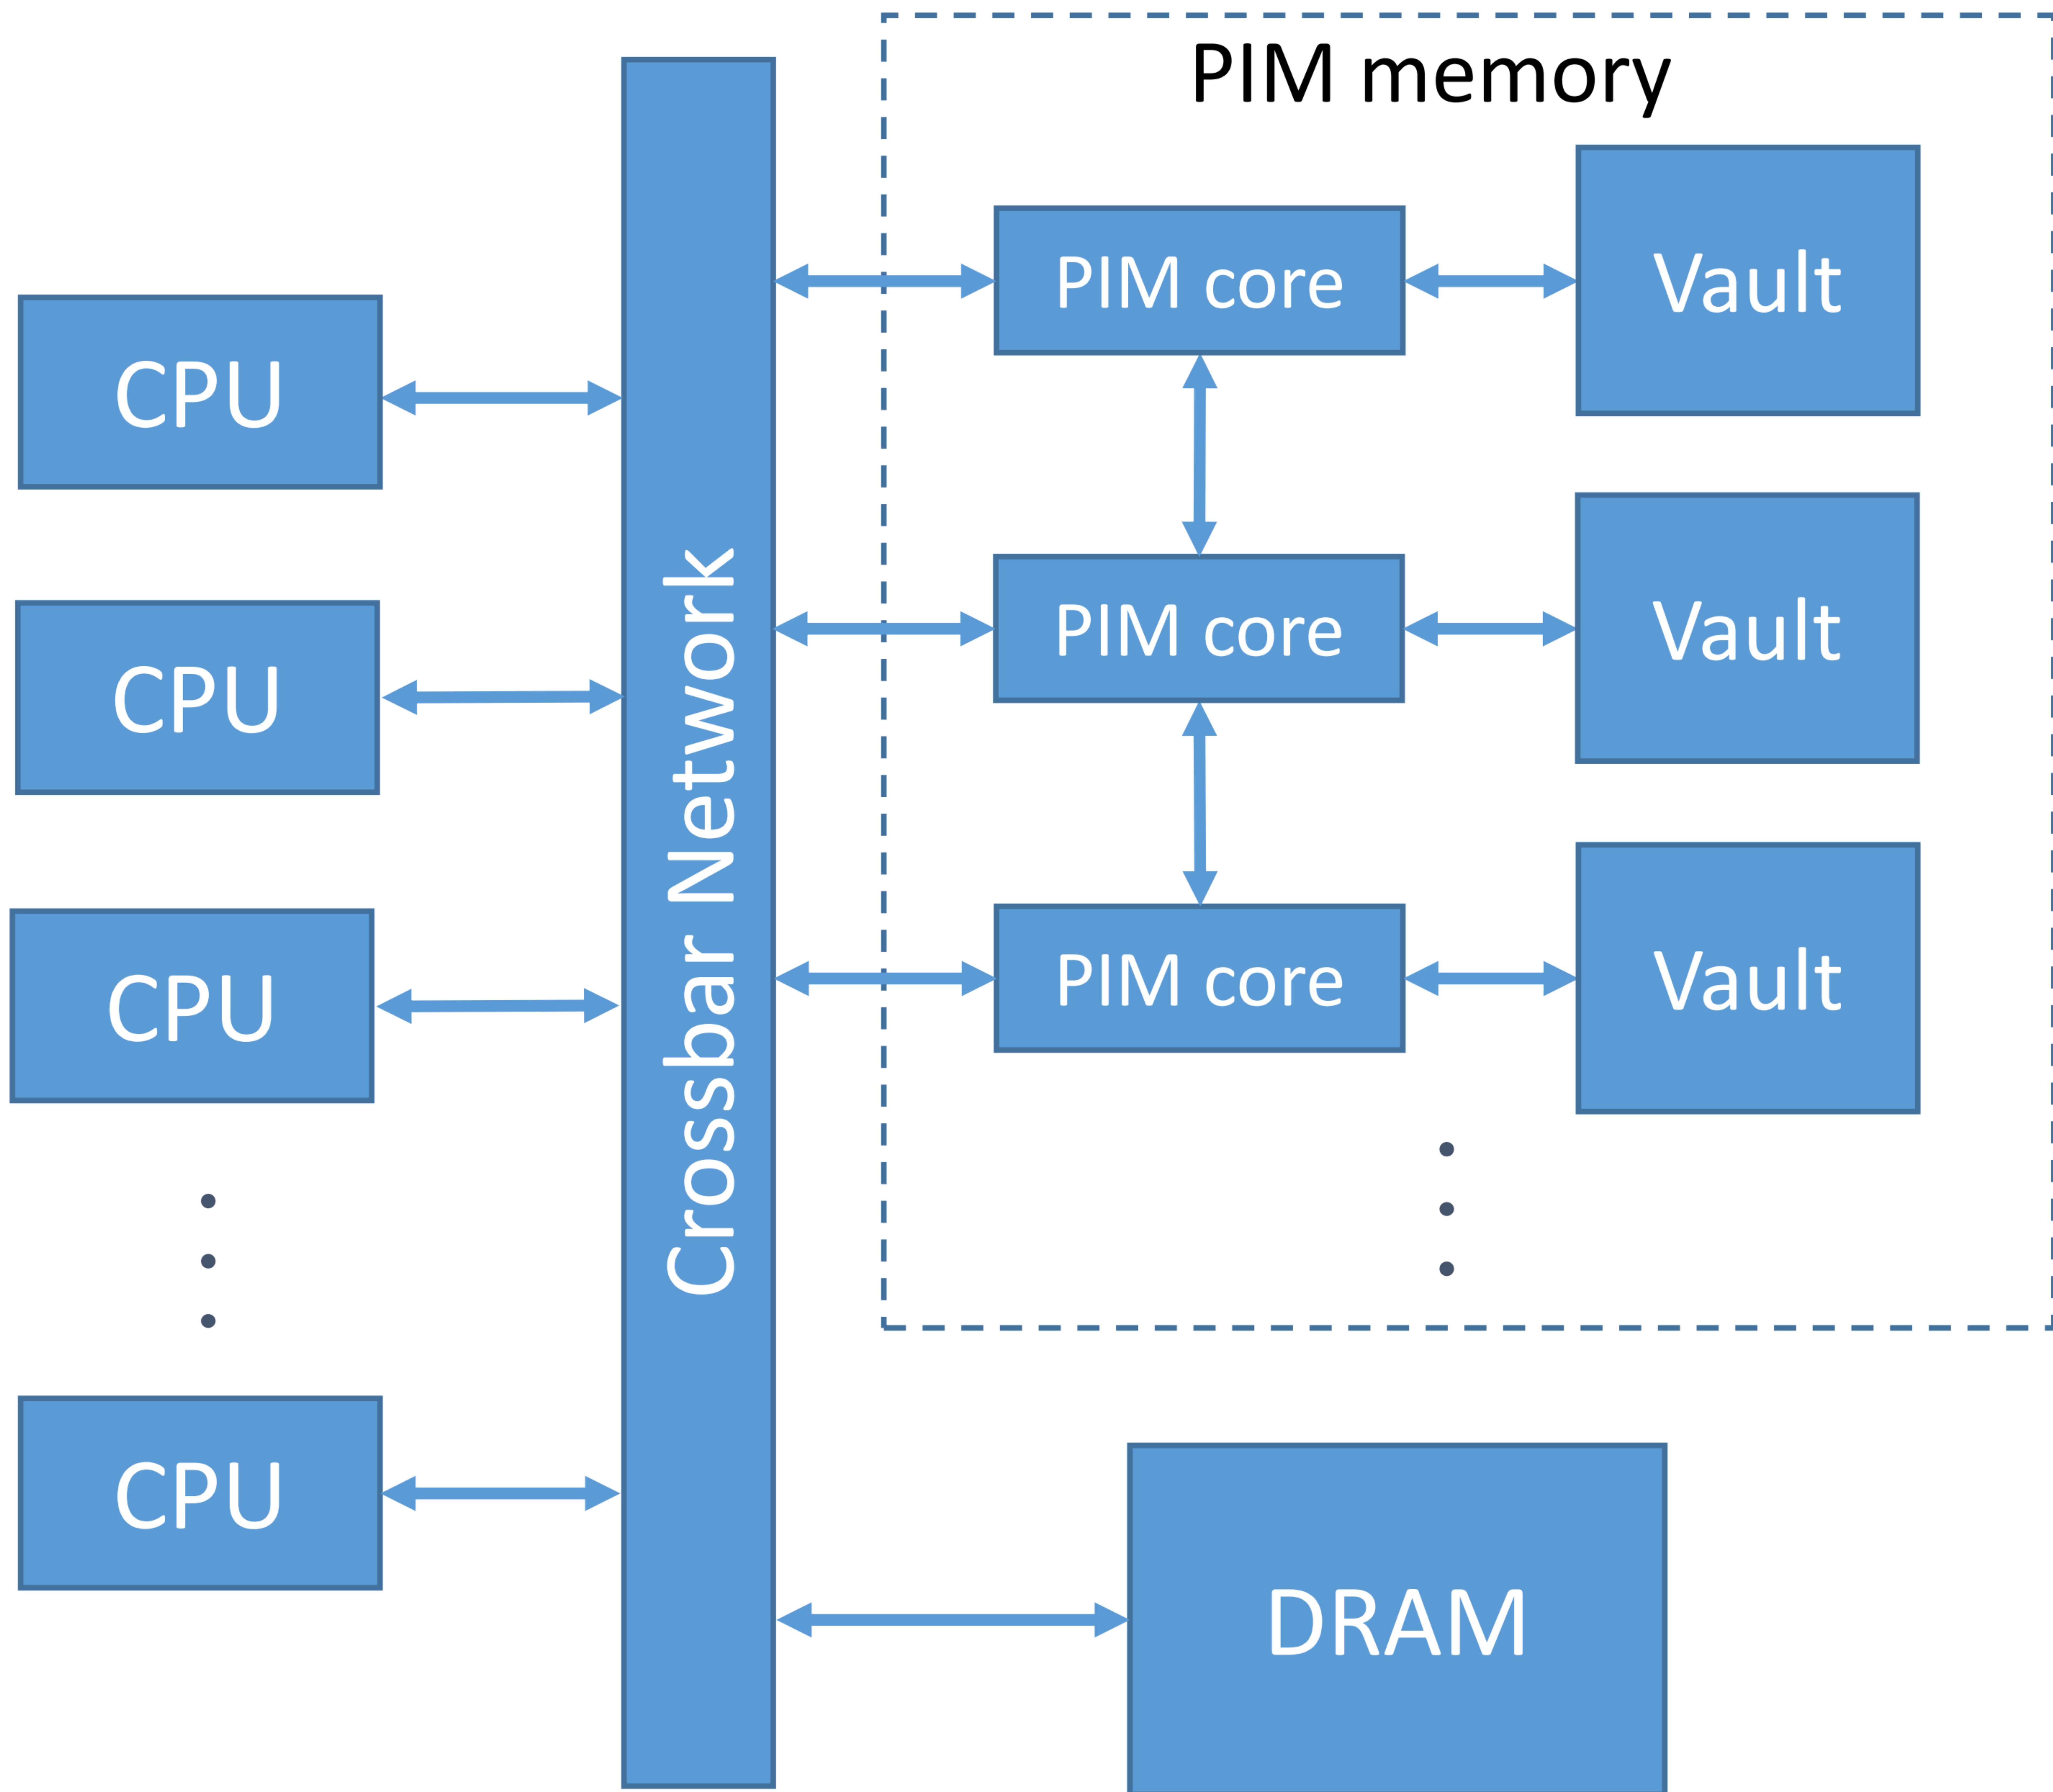 PIM memory
PIM core
Vault
CPU
PIM core
Vault
CPU
Crossbar Network
PIM core
Vault
CPU
CPU
DRAM